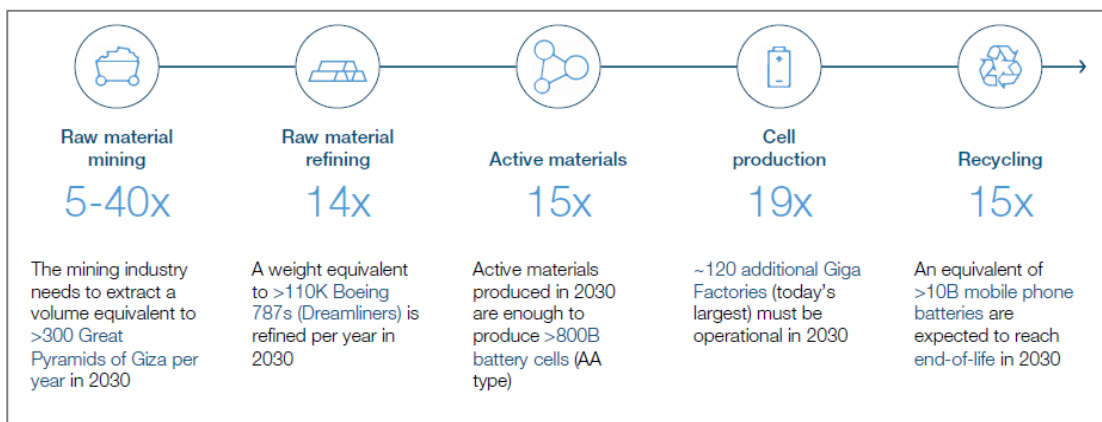 Raw material
mining
5-40x
The mining industry
needs to extract a
volume equivalent to
>300 Great
Pyramids of Giza per
year in 2030
Raw material
refining
14x
A weight equivalent
to >110K Boeing
787s (Dreamliners) is
refined per year in
2030
Active materials
15x
Active materials
produced in 2030
are enough to
produce >800B
battery cells (AA
type)
Cell
production
19x
~120 additional Giga
Factories (today's
largest) must be
operational in 2030
Recycling
15x
An equivalent of
>10B mobile phone
batteries are
expected to reach
end-of-life in 2030